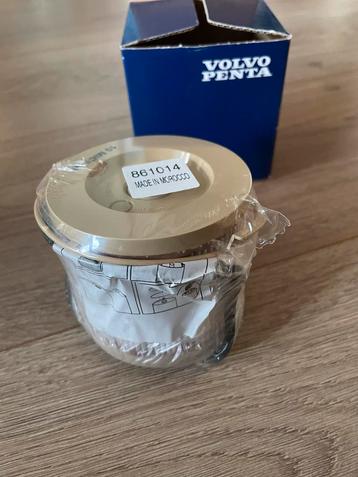 VOLVO
PENTA
861014
MADE IN MOROCCO